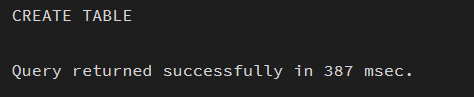 CREATE TABLE
Query returned successfully in 387 msec.